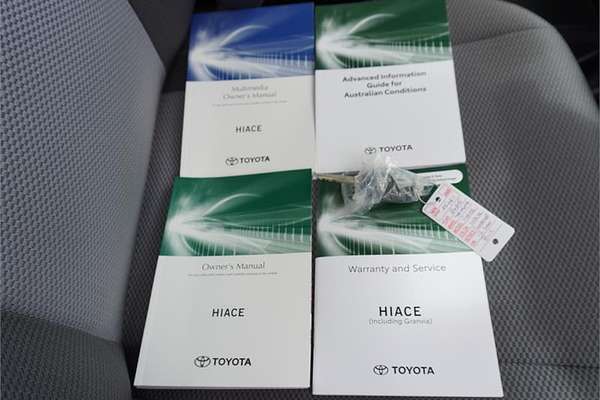 Multimedia
Owner's Manual
HIACE
TOYOTA
Advanced Information
Guide for
Australian Conditions
TOYOTA
Owner's Manual
HIACE
TOYOTA
Warranty and Service
HIACE
(Including Granvia)
TOYOTA